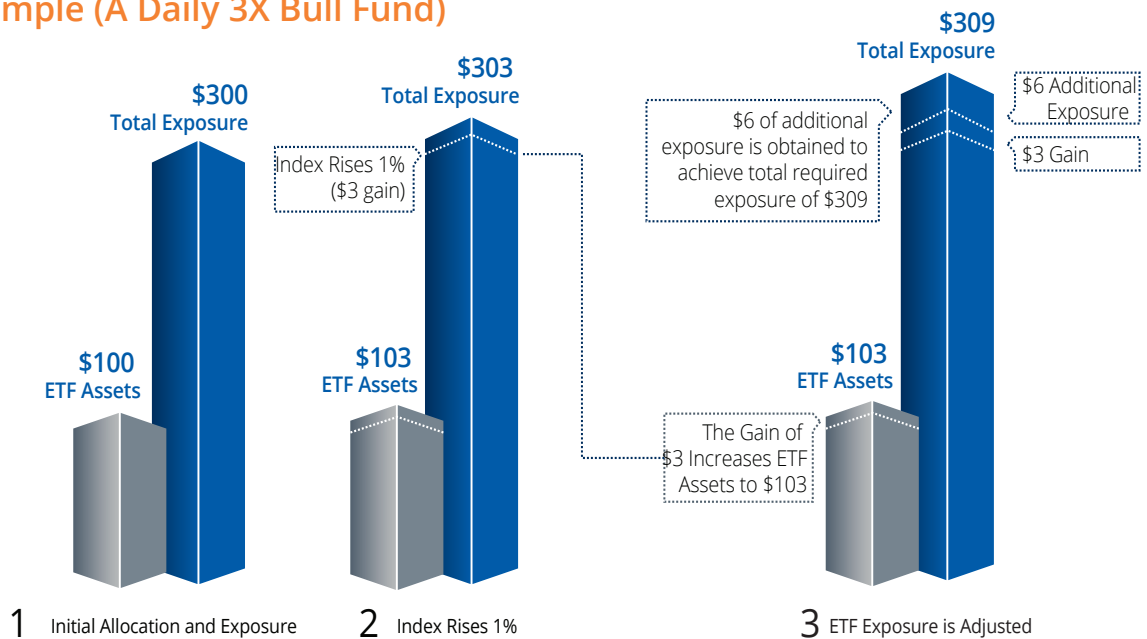 mple (A Daily 3X Bull Fund)
$300
Total Exposure
$100
ETF Assets
1 Initial Allocation and Exposure
$303
Total Exposure
Index Rises 1%
($3 gain)
$103
ETF Assets
2 Index Rises 1%
$309
Total Exposure
$6 of additional
exposure is obtained to
achieve total required
exposure of $309
$6 Additional
Exposure
$3 Gain
$103
ETF Assets
The Gain of
$3 Increases ETF
Assets to $103
3 ETF Exposure is Adjusted